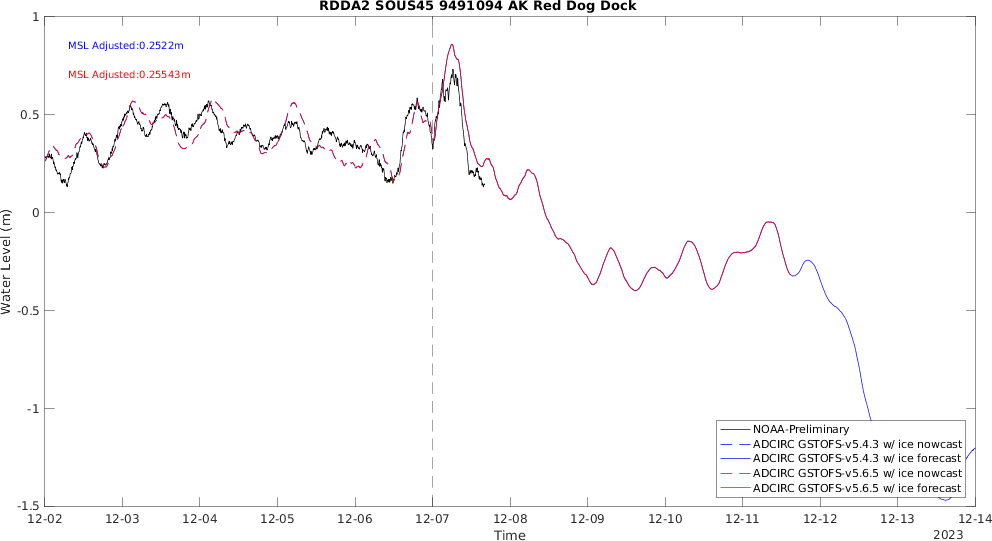 RDDA2 SOUS45 9491094 AK Red Dog Dock
MSL Adjusted:0.2522m
MSL Adjusted:0.25543m
1
0.5
0
-0.5
-1
-1.5
Water Level (m)
NOAA-Preliminary
ADCIRC GSTOFS-v5.4.3 w/ ice nowcast
ADCIRC GSTOFS-v5.4.3 w/ ice forecast
ADCIRC GSTOFS-v5.6.5 w/ ice nowcast
ADCIRC GSTOFS-v5.6.5 w/ ice forecast
12-02 12-03 12-04 12-05 12-06 12-07 12-08 12-09 12-10 12-11 12-12 12-13 12-14
Time
2023